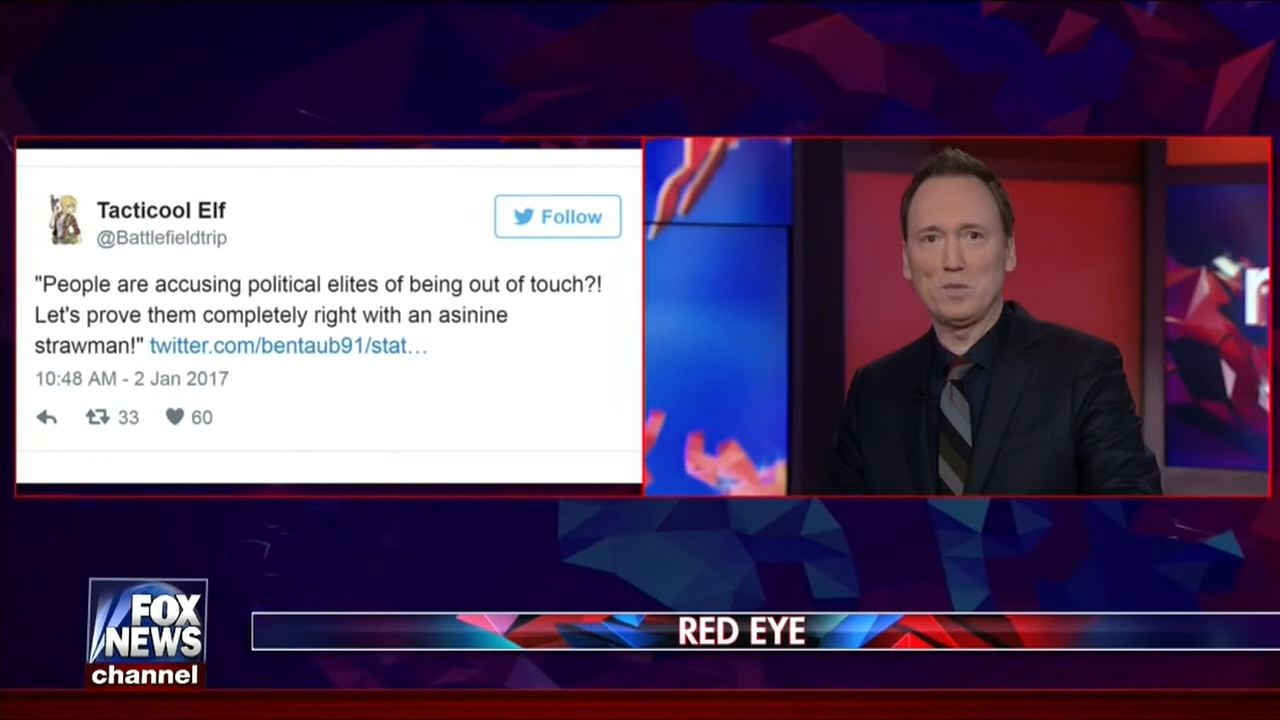 Tacticool Elf
@Battlefieldtrip
Follow
"People are accusing political elites of being out of touch?!
Let's prove them completely right with an asinine
strawman!" twitter.com/bentaub91/stat…
10:48 AM - 2 Jan 2017
33 60
FOX
NEWS
channel
RED EYE